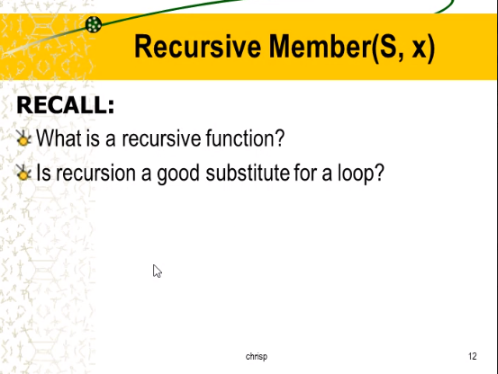 Recursive Member(S, x)
RECALL:
What is a recursive function?
Is recursion a good substitute for a loop?
chrisp
12